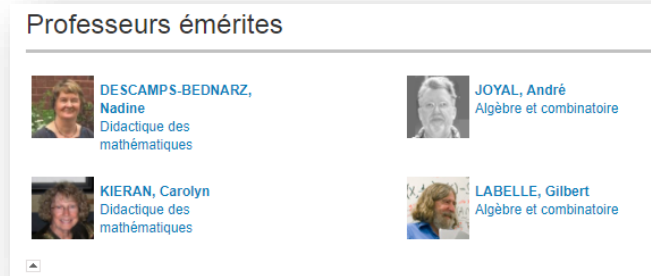 Professeurs émérites
DESCAMPS-BEDNARZ,
Nadine
Didactique des
mathématiques
JOYAL, André
Algèbre et combinatoire
KIERAN, Carolyn
Didactique des
mathématiques
LABELLE, Gilbert
Algèbre et combinatoire